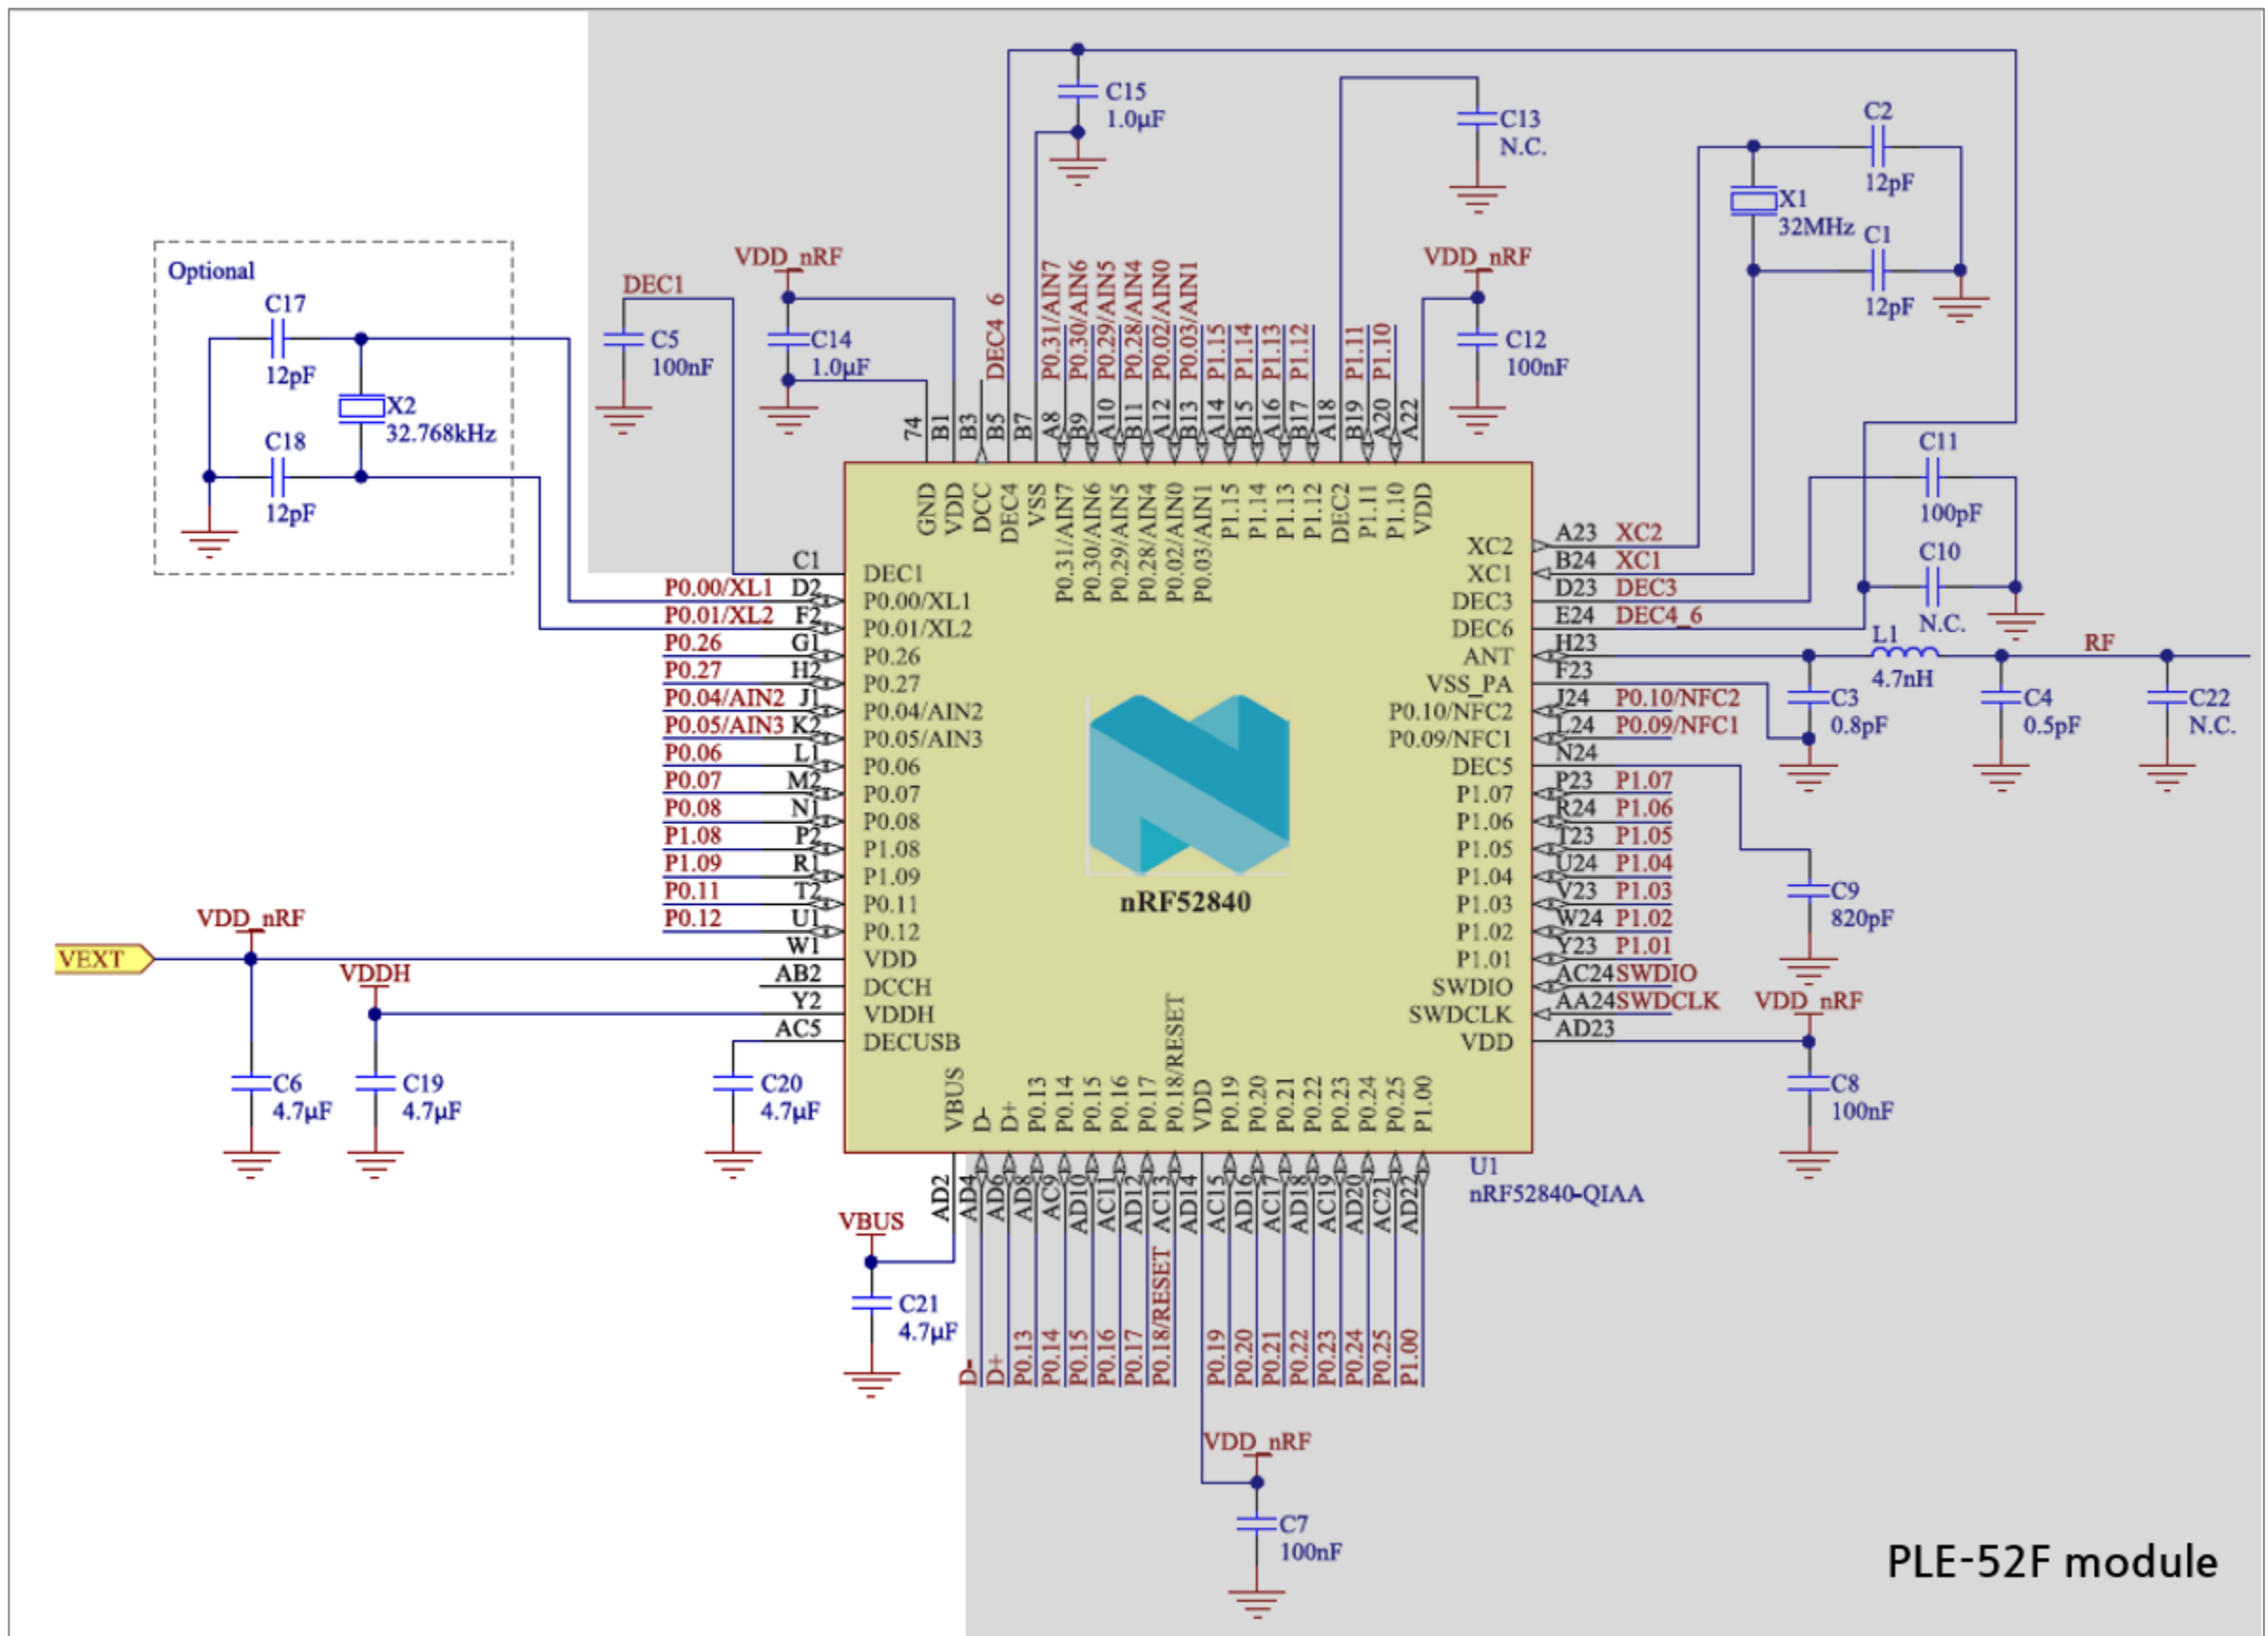 C15
1.0µF
C13
N.C.
C2
12pF
X1
32MHz
C1
12pF
Optional
C17
12pF
X2
32.768kHz
C18
12pF
DEC1
C5
100nF
VDD_nRF
C14
1.0µF
DEC4_6
P0.31/AIN7
P0.30/AIN6
P0.29/AIN5
P0.28/AIN4
P0.02/AIN0
P0.03/AIN1
P1.15
P1.14
P1.13
P1.12
P1.11
P1.10
VDD_nRF
C12
100nF
74
B1
B3
B5
B7
A8
B9
A10
B11
A12
B13
A14
B15
A16
B17
A18
B19
A20
A22
GND
VDD
DCC
DEC4
VSS
P0.31/AIN7
P0.30/AIN6
P0.29/AIN5
P0.28/AIN4
P0.02/AIN0
P0.03/AIN1
P1.15
P1.14
P1.13
P1.12
DEC2
P1.11
P1.10
VDD
C11
100pF
C10
N.C.
C1 DEC1
P0.00/XL1 D2 P0.00/XL1
P0.01/XL2 F2 P0.01/XL2
P0.26 G1 P0.26
P0.27 H2 P0.27
P0.04/AIN2 J1 P0.04/AIN2
P0.05/AIN3 K2 P0.05/AIN3
P0.06 L1 P0.06
P0.07 M2 P0.07
P0.08 N1 P0.08
P1.08 P2 P1.08
P1.09 R1 P1.09
P0.11 T2 P0.11
P0.12 U1 P0.12
W1 VDD
AB2 DCCH
Y2 VDDH
AC5 DECUSB
XC2 A23 XC2
XC1 B24 XC1
DEC3 D23 DEC3
DEC6 E24 DEC4_6
ANT H23
VSS_PA F23
P0.10/NFC2 J24 P0.10/NFC2
P0.09/NFC1 L24 P0.09/NFC1
DEC5 N24
P1.07 P23 P1.07
P1.06 R24 P1.06
P1.05 T23 P1.05
P1.04 U24 P1.04
P1.03 V23 P1.03
P1.02 W24 P1.02
P1.01 Y23 P1.01
SWDIO AC24 SWDIO
SWDCLK AA24 SWDCLK
VDD AD23
L1
4.7nH
RF
C3
0.8pF
C4
0.5pF
C22
N.C.
C9
820pF
VDD_nRF
C8
100nF
nRF52840
VEXT
VDD_nRF
VDDH
C6
4.7µF
C19
4.7µF
C20
4.7µF
VBUS
D-
D+
P0.13
P0.14
P0.15
P0.16
P0.17
P0.18/RESET
VDD
P0.19
P0.20
P0.21
P0.22
P0.23
P0.24
P0.25
P1.00
U1
nRF52840-QIAA
AD2
AD4
AD6
AD8
AC9
AD10
AC11
AD12
AC13
AD14
AC15
AD16
AC17
AD18
AC19
AD20
AC21
AD22
VBUS
C21
4.7µF
D-
D+
P0.13
P0.14
P0.15
P0.16
P0.17
P0.18/RESET
P0.19
P0.20
P0.21
P0.22
P0.23
P0.24
P0.25
P1.00
VDD_nRF
C7
100nF
PLE-52F module